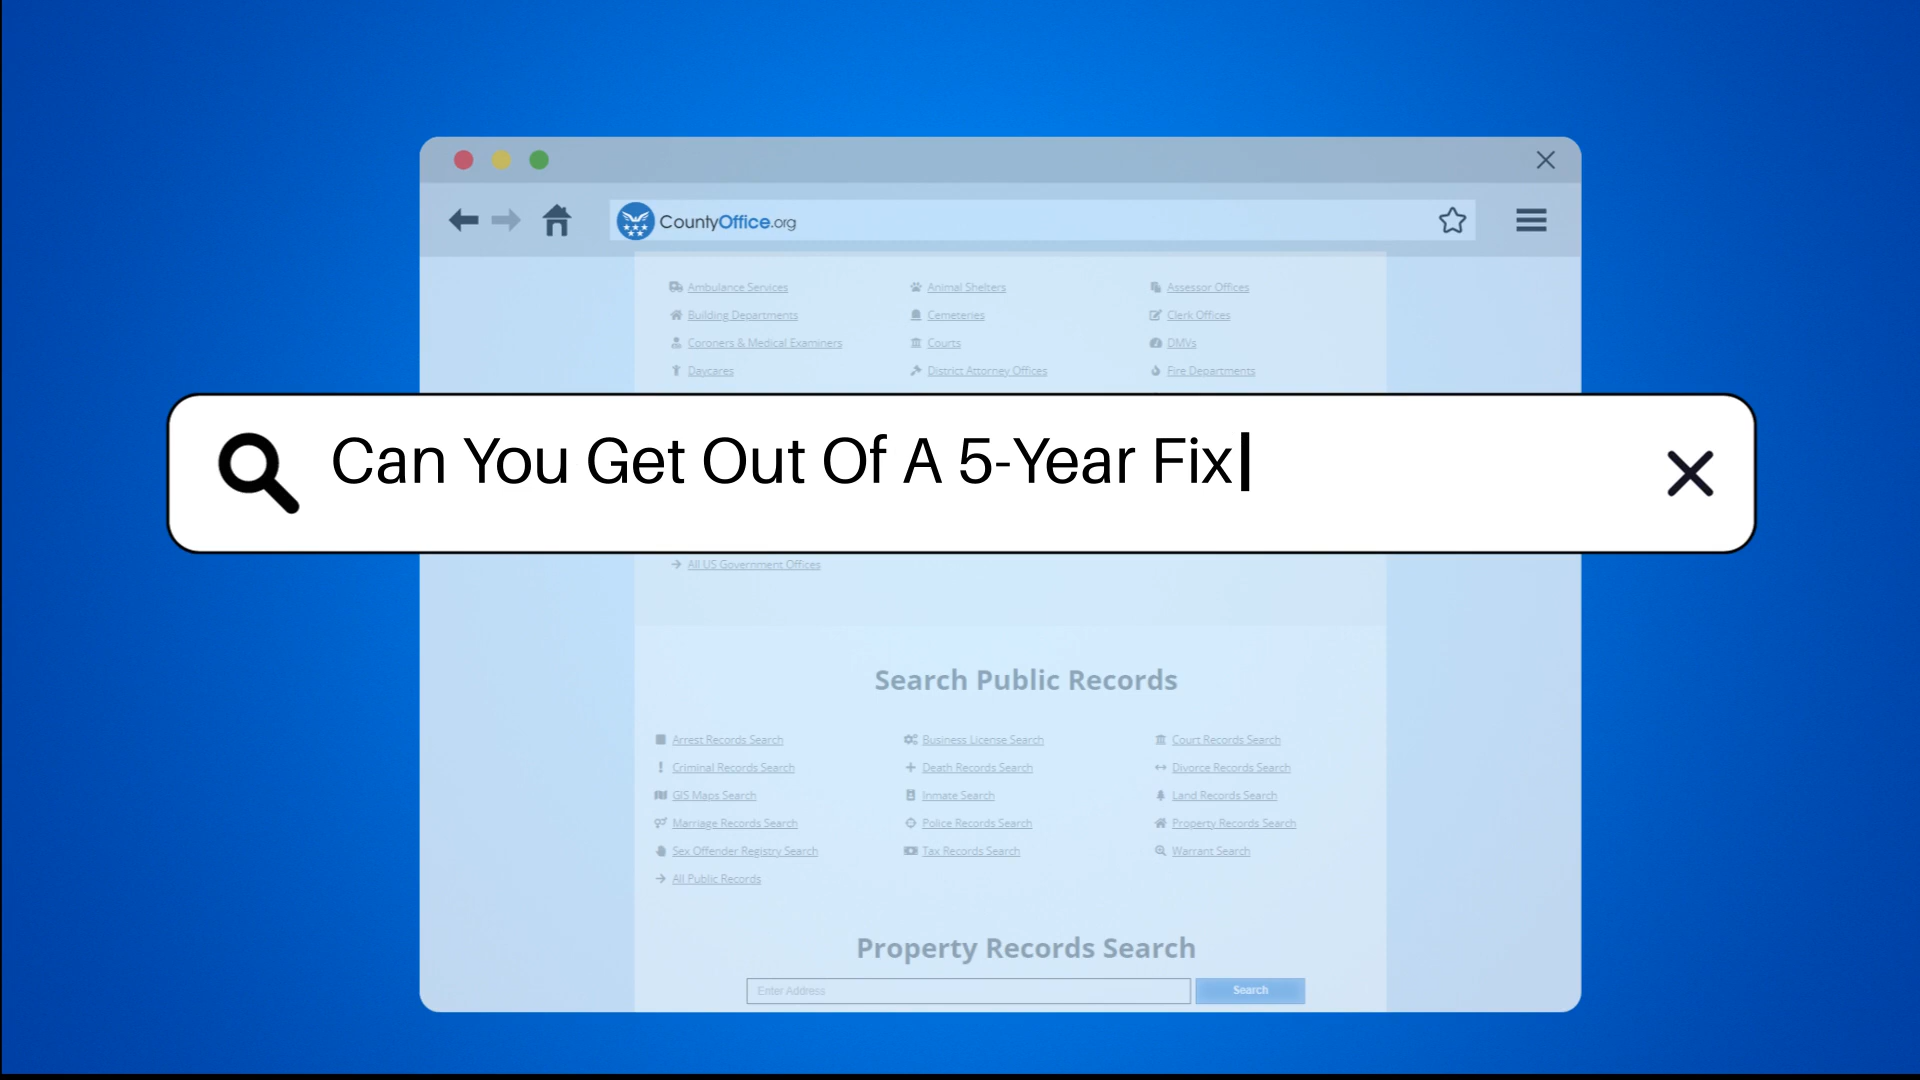 CountyOffice.org
Ambulance Services Animal Shelters Assessor Offices
Building Departments Cemeteries Clerk Offices
Coroners & Medical Examiners Courts DMVs
Daycares District Attorney Offices Fire Departments
Can You Get Out Of A 5-Year Fix
All US Government Offices
Search Public Records
Arrest Records Search Business License Search Court Records Search
Criminal Records Search Death Records Search Divorce Records Search
GIS Maps Search Inmate Search Land Records Search
Marriage Records Search Police Records Search Property Records Search
Sex Offender Registry Search Tax Records Search Warrant Search
All Public Records
Property Records Search
Enter Address Search